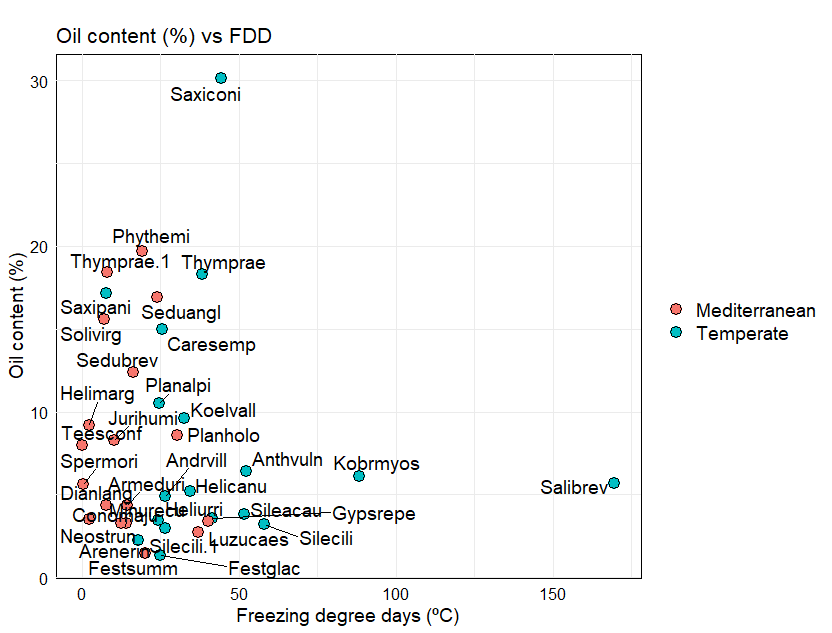 Oil content (%) vs FDD
30
Saxiconi
Phythemi
20
Thymprae.1
Thymprae
Saxipani
Seduangl
Solivirg
Caresemp
Sedubrev
Planalpi
Helimarg
10
Jurihumi
Koelvall
Teesconf
Planholo
Spermori
Andrvill
Anthvuln
Kobrmyos
Dianlang
Armeduri
Helicanu
Salibrev
Minurecu
Heliurri
Sileacau
Gypsrepe
Neostrun
Silecili.1
Luzucaes
Silecili
Festsumm
Festglac
0
0
50
100
150
Freezing degree days (ºC)
Oil content (%)
Mediterranean
Temperate